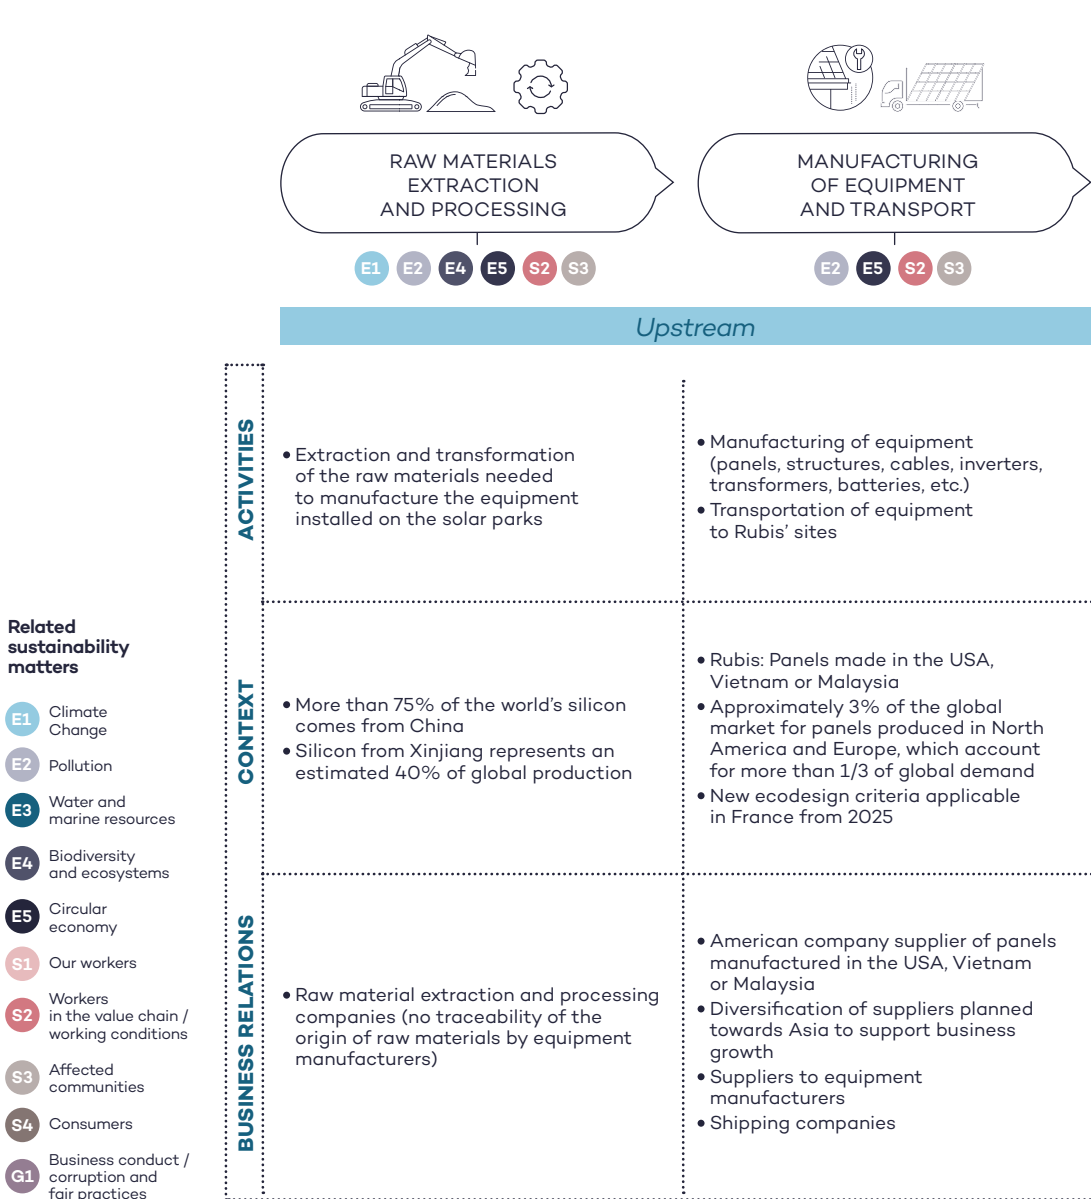 RAW MATERIALS
EXTRACTION
AND PROCESSING
MANUFACTURING
OF EQUIPMENT
AND TRANSPORT
E1 E2 E4 E5 S2 S3
E2 E5 S2 S3
Upstream
ACTIVITIES
• Extraction and transformation
of the raw materials needed
to manufacture the equipment
installed on the solar parks
• Manufacturing of equipment
(panels, structures, cables, inverters,
transformers, batteries, etc.)
• Transportation of equipment
to Rubis’ sites
CONTEXT
• More than 75% of the world’s silicon
comes from China
• Silicon from Xinjiang represents an
estimated 40% of global production
• Rubis: Panels made in the USA,
Vietnam or Malaysia
• Approximately 3% of the global
market for panels produced in North
America and Europe, which account
for more than 1/3 of global demand
• New ecodesign criteria applicable
in France from 2025
BUSINESS RELATIONS
• Raw material extraction and processing
companies (no traceability of the
origin of raw materials by equipment
manufacturers)
• American company supplier of panels
manufactured in the USA, Vietnam
or Malaysia
• Diversification of suppliers planned
towards Asia to support business
growth
• Suppliers to equipment
manufacturers
• Shipping companies
Related
sustainability
matters
E1 Climate
Change
E2 Pollution
E3 Water and
marine resources
E4 Biodiversity
and ecosystems
E5 Circular
economy
S1 Our workers
S2 Workers
in the value chain /
working conditions
S3 Affected
communities
S4 Consumers
G1 Business conduct /
corruption and
fair practices